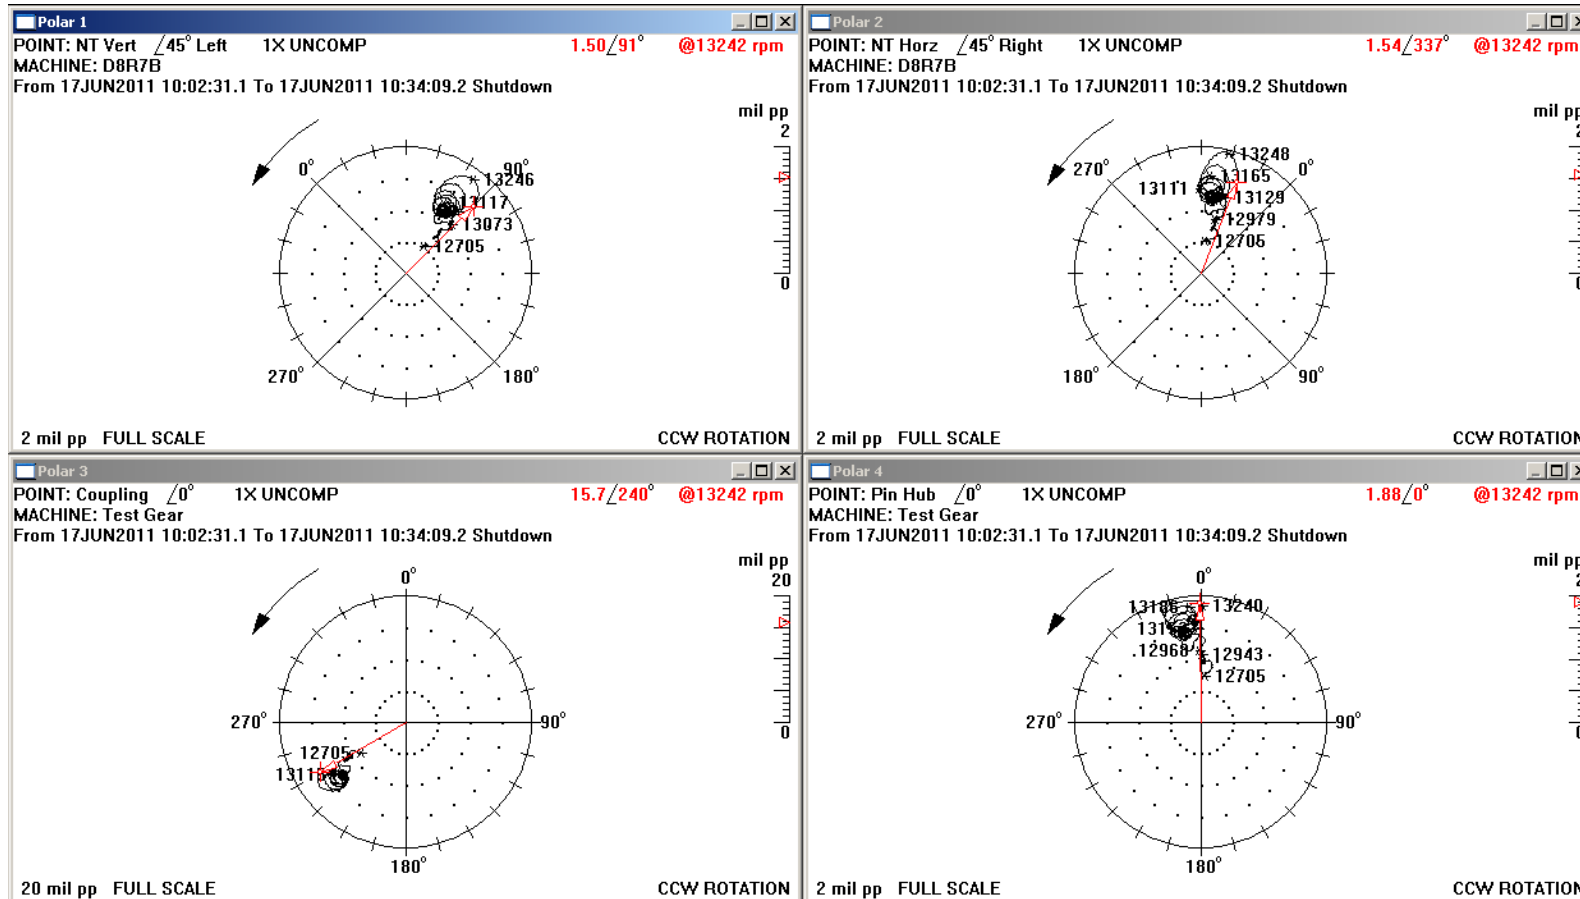 Polar 1
POINT: NT Vert ∠45° Left 1X UNCOMP 1.50∠91° @13242 rpm
MACHINE: D8R7B
From 17JUN2011 10:02:31.1 To 17JUN2011 10:34:09.2 Shutdown
mil pp
2
0°
90°
13246
13117
13073
12705
0
270°
180°
2 mil pp FULL SCALE CCW ROTATION
Polar 2
POINT: NT Horz ∠45° Right 1X UNCOMP 1.54∠337° @13242 rpm
MACHINE: D8R7B
From 17JUN2011 10:02:31.1 To 17JUN2011 10:34:09.2 Shutdown
mil pp
2
13248
270°
0°
13165
13111
13129
12979
12705
0
180°
90°
2 mil pp FULL SCALE CCW ROTATION
Polar 3
POINT: Coupling ∠0° 1X UNCOMP 15.7∠240° @13242 rpm
MACHINE: Test Gear
From 17JUN2011 10:02:31.1 To 17JUN2011 10:34:09.2 Shutdown
mil pp
20
0°
270°
90°
0
12705
180°
20 mil pp FULL SCALE CCW ROTATION
Polar 4
POINT: Pin Hub ∠0° 1X UNCOMP 1.88∠0° @13242 rpm
MACHINE: Test Gear
From 17JUN2011 10:02:31.1 To 17JUN2011 10:34:09.2 Shutdown
mil pp
0°
13240
12968
12943
12705
270°
90°
180°
2 mil pp FULL SCALE CCW ROTATION